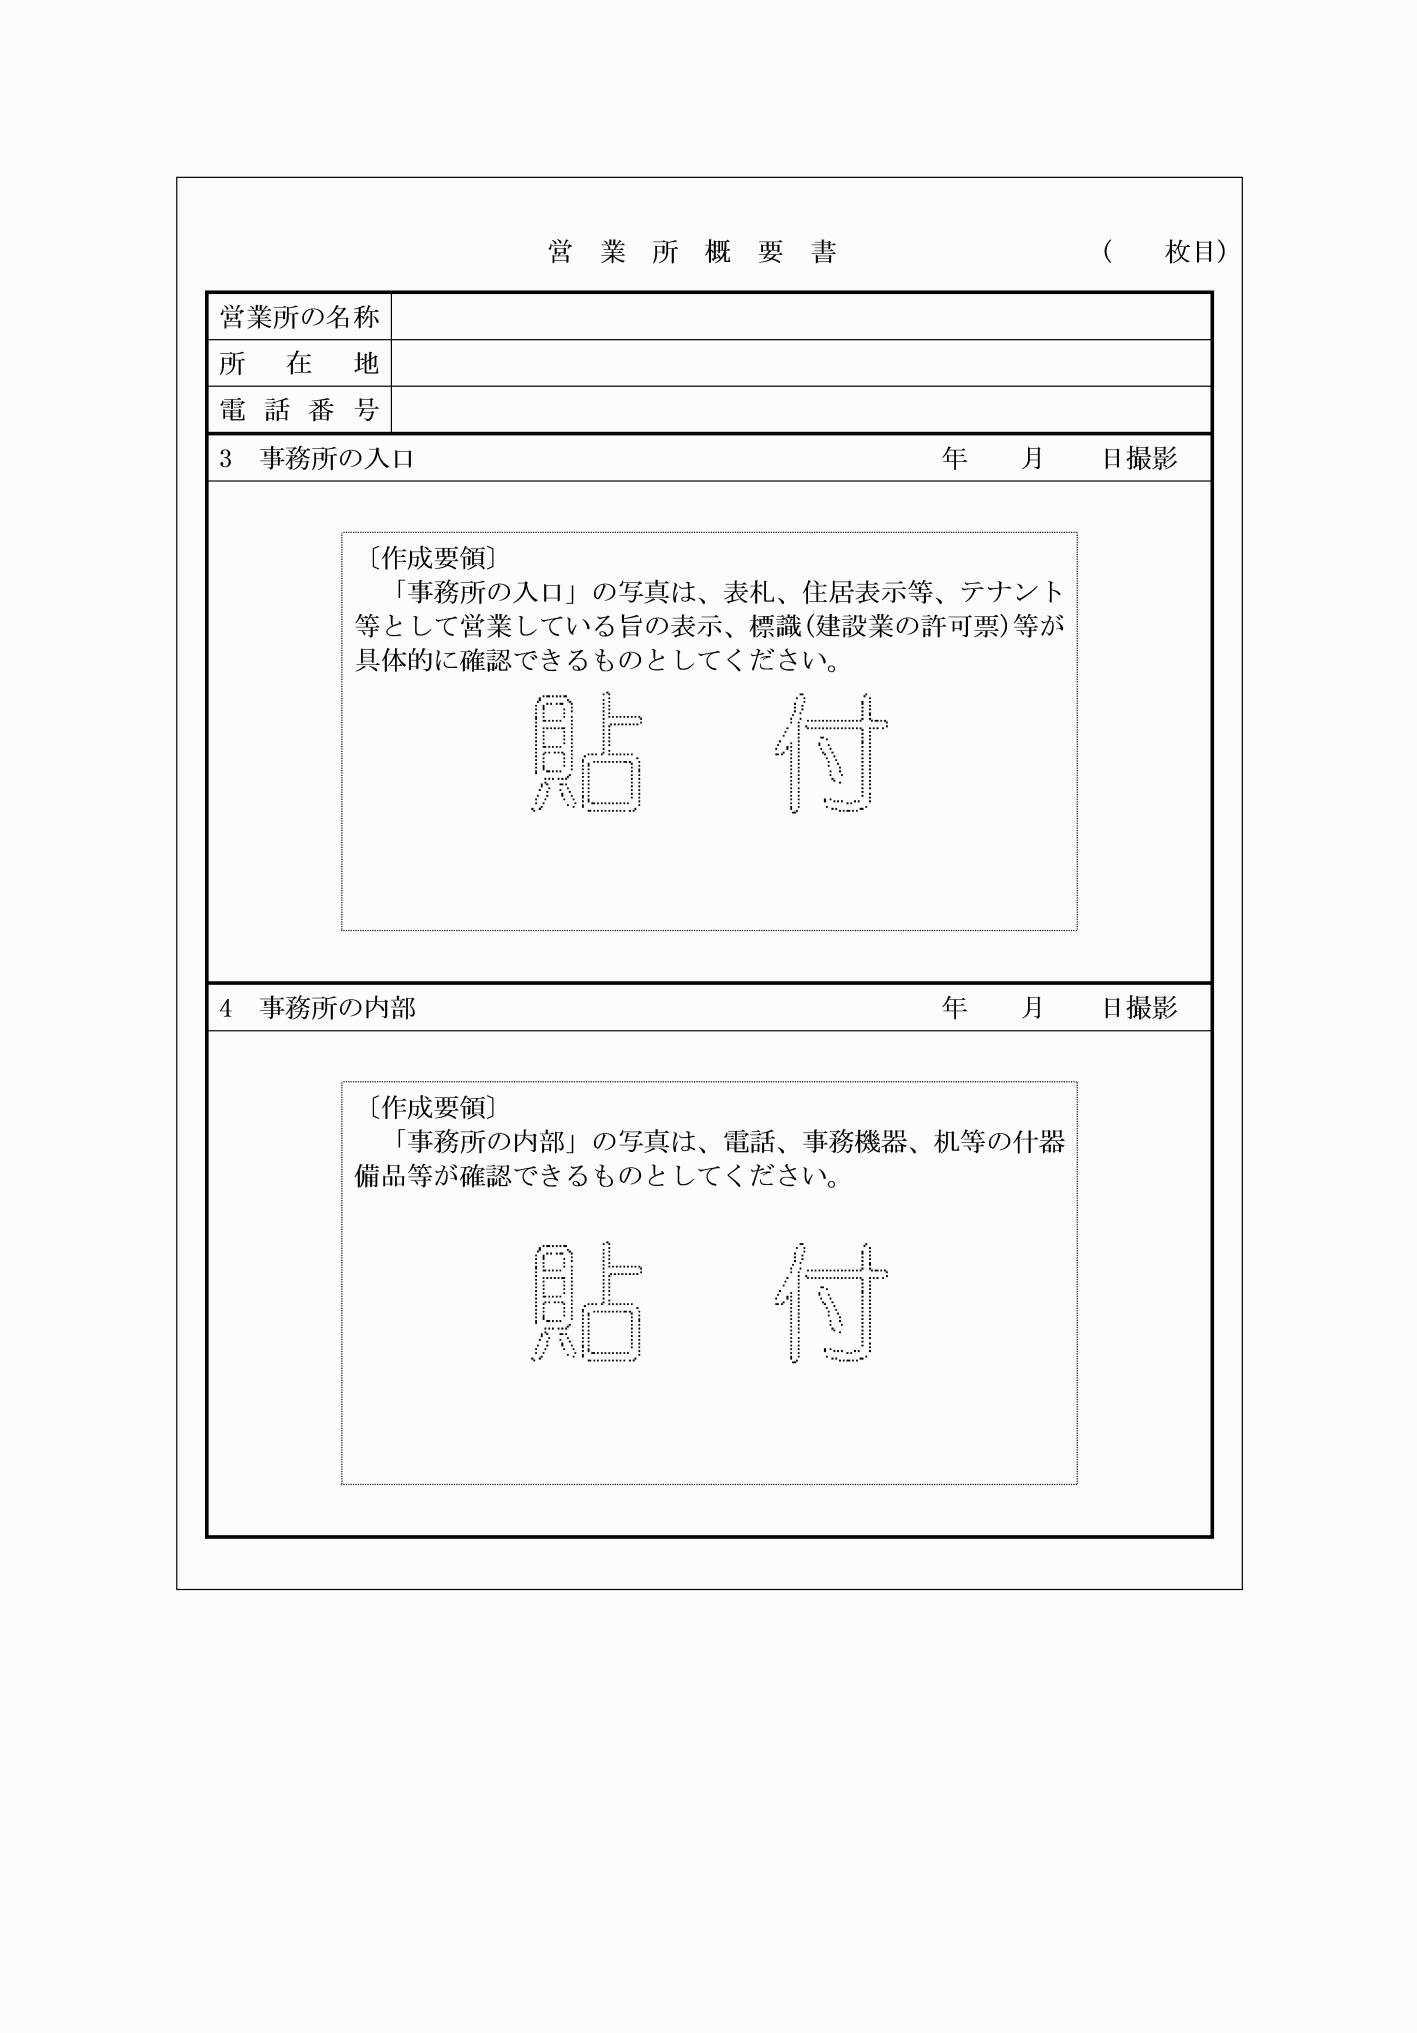 営　業　所　概　要　書　　　　　　　　　　（　　枚目）
営業所の名称
所　在　地
電 話 番 号
3　事務所の入口　　　　　　　　　　　　年　　月　　日撮影
〔作成要領〕
「事務所の入口」の写真は、表札、住居表示等、テナント
等として営業している旨の表示、標識(建設業の許可票)等が
具体的に確認できるものとしてください。
貼　　付
4　事務所の内部　　　　　　　　　　　　年　　月　　日撮影
〔作成要領〕
「事務所の内部」の写真は、電話、事務機器、机等の什器
備品等が確認できるものとしてください。
貼　　付